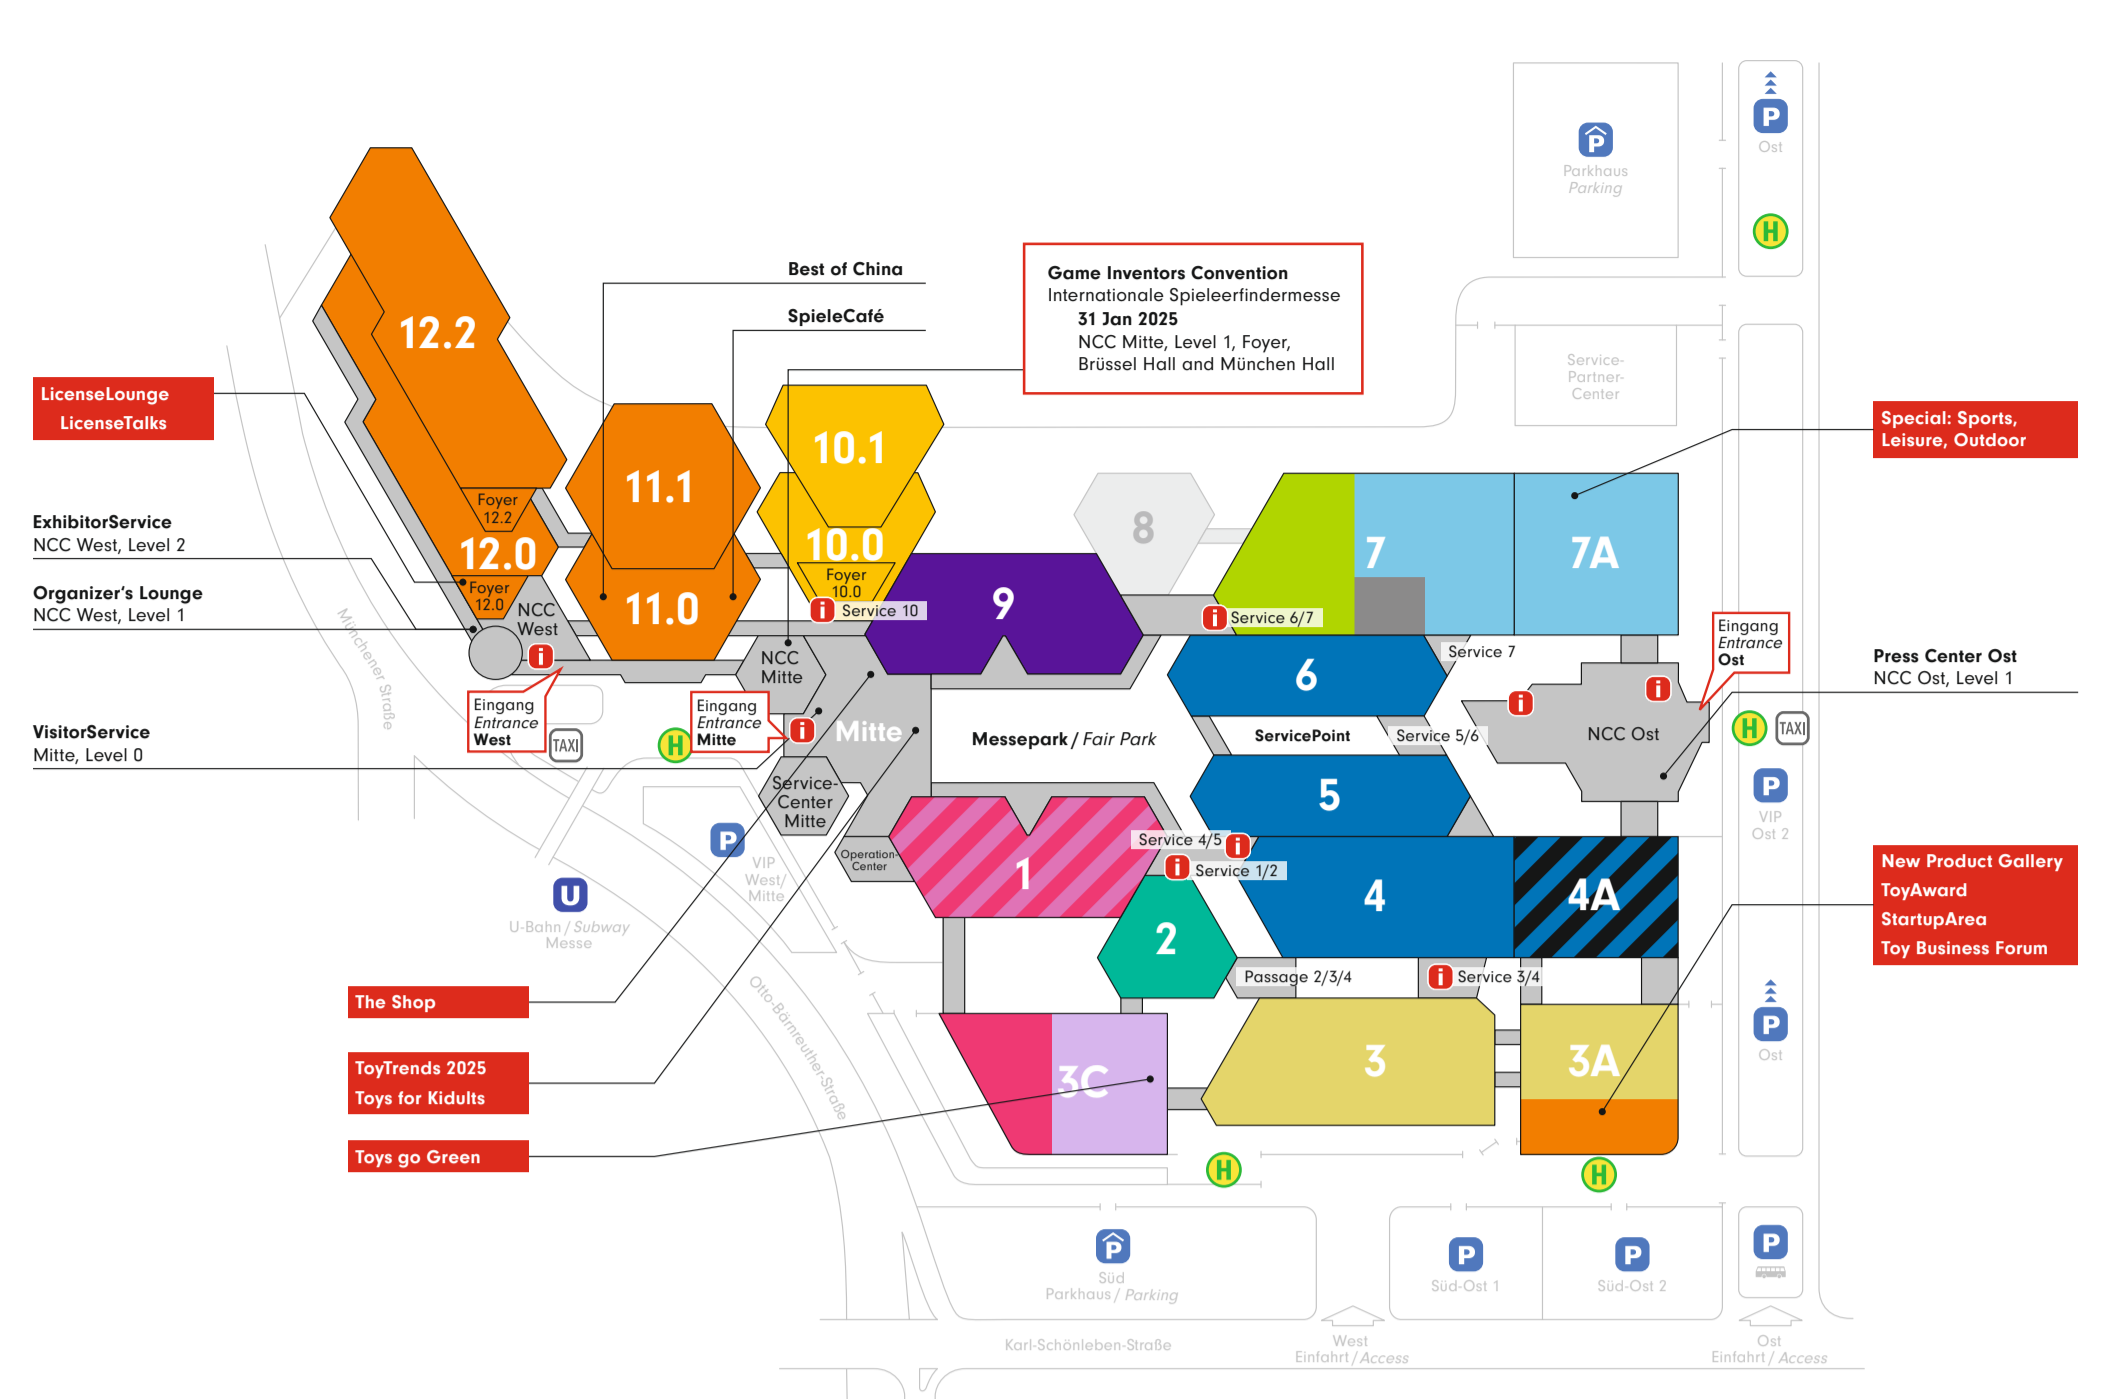 P
Ost
P
Parkhaus
Parking
H
Best of China
SpieleCafé
Game Inventors Convention
Internationale Spieleerfindermesse
31 Jan 2025
NCC Mitte, Level 1, Foyer,
Brüssel Hall and München Hall
Service-
Partner-
Center
12.2
LicenseLounge
LicenseTalks
Special: Sports,
Leisure, Outdoor
10.1
11.1
Foyer
12.2
8
ExhibitorService
NCC West, Level 2
12.0
10.0
7
7A
Foyer
10.0
Foyer
12.0
Organizer's Lounge
NCC West, Level 1
NCC
West
11.0
i Service 10
9
i Service 6/7
Münchener Straße
i
NCC
Mitte
6
Service 7
Eingang
Entrance
Ost
Press Center Ost
NCC Ost, Level 1
i
i
Eingang
Entrance
West
Eingang
Entrance
Mitte
i
Mitte
VisitorService
Mitte, Level 0
TAXI
H
Messepark / Fair Park
ServicePoint
Service 5/6
NCC Ost
H
TAXI
Service-
Center
Mitte
5
P
VIP
Ost 2
P
VIP
West/
Mitte
Operation-
Center
Service 4/5 i
i Service 1/2
1
4
4A
New Product Gallery
ToyAward
StartupArea
Toy Business Forum
U
U-Bahn / Subway
Messe
2
Passage 2/3/4
i Service 3/4
Otto-Bärnreuther-Straße
The Shop
P
Ost
ToyTrends 2025
Toys for Kidults
3C
3
3A
Toys go Green
H
H
P
Süd
Parkhaus / Parking
P
Süd-Ost 1
P
Süd-Ost 2
P
Karl-Schönleben-Straße
West
Einfahrt / Access
Ost
Einfahrt / Access